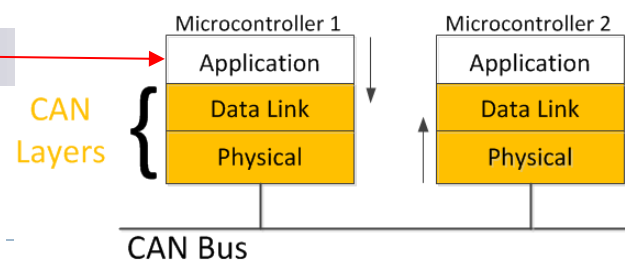 Microcontroller 1
Microcontroller 2
Application
Application
CAN
Layers
Data Link
Data Link
Physical
Physical
CAN Bus